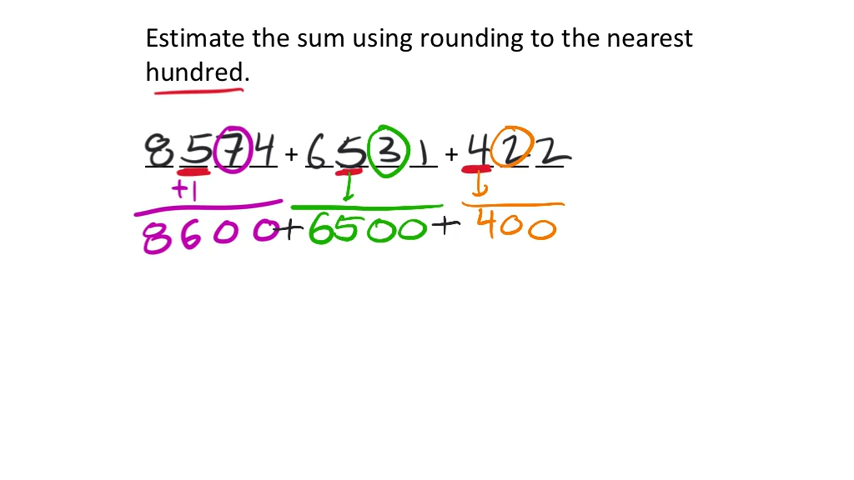 Estimate the sum using rounding to the nearest
hundred.
8574 + 6531 + 422
+1
8600 + 6500 + 400